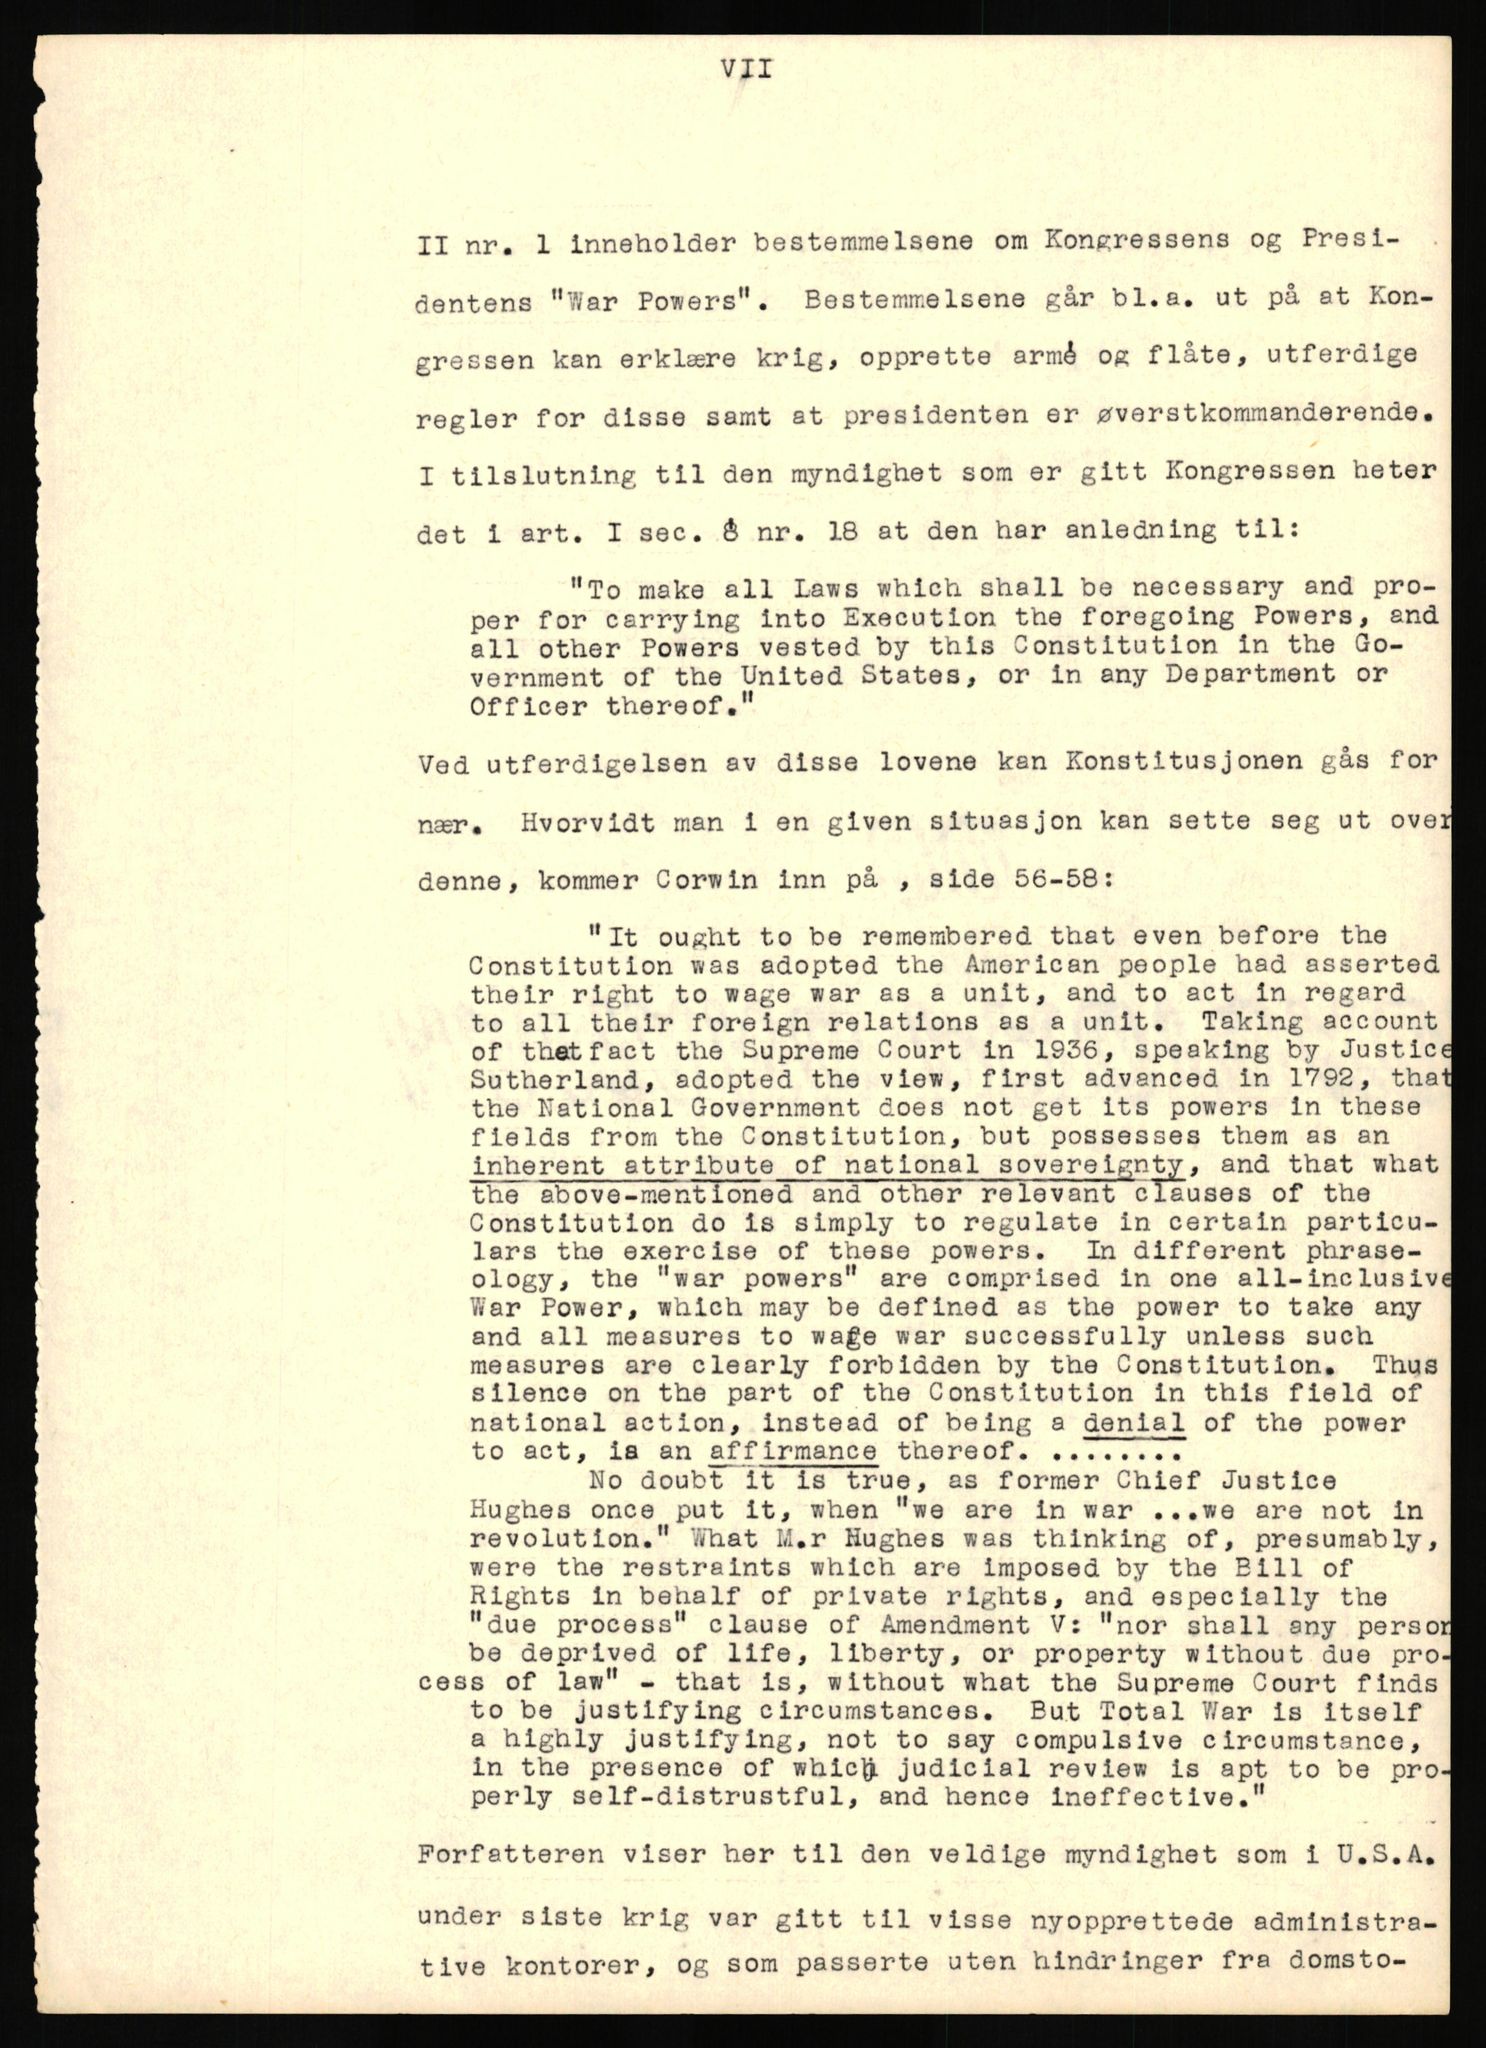 VII
II nr. 1 inneholder bestemmelsene om Kongressens og Presi-
dentens "War Powers".  Bestemmelsene går bl.a. ut på at Kon-
gressen kan erklære krig, opprette armé og flåte, utferdige
regler for disse samt at presidenten er øverstkommanderende.
I tilslutning til den myndighet som er gitt Kongressen heter
det i art. I sec. 8 nr. 18 at den har anledning til:
"To make all Laws which shall be necessary and pro-
per for carrying into Execution the foregoing Powers, and
all other Powers vested by this Constitution in the Go-
vernment of the United States, or in any Department or
Officer thereof."
Ved utferdigelsen av disse lovene kan Konstitusjonen gås for
nær.  Hvorvidt man i en given situasjon kan sette seg ut over
denne, kommer Corwin inn på , side 56-58:
"It ought to be remembered that even before the
Constitution was adopted the American people had asserted
their right to wage war as a unit, and to act in regard
to all their foreign relations as a unit.  Taking account
of that fact the Supreme Court in 1936, speaking by Justice
Sutherland, adopted the view, first advanced in 1792, that
the National Government does not get its powers in these
fields from the Constitution, but possesses them as an
inherent attribute of national sovereignty, and that what
the above-mentioned and other relevant clauses of the
Constitution do is simply to regulate in certain particu-
lars the exercise of these powers.  In different phrase-
ology, the "war powers" are comprised in one all-inclusive
War Power, which may be defined as the power to take any
and all measures to wage war successfully unless such
measures are clearly forbidden by the Constitution.  Thus
silence on the part of the Constitution in this field of
national action, instead of being a denial of the power
to act, is an affirmance thereof. ........
No doubt it is true, as former Chief Justice
Hughes once put it, when "we are in war ...we are not in
revolution." What M.r Hughes was thinking of, presumably,
were the restraints which are imposed by the Bill of
Rights in behalf of private rights, and especially the
"due process" clause of Amendment V: "nor shall any person
be deprived of life, liberty, or property without due pro-
cess of law" - that is, without what the Supreme Court finds
to be justifying circumstances.  But Total War is itself
a highly justifying, not to say compulsive circumstance,
in the presence of which judicial review is apt to be pro-
perly self-distrustful, and hence ineffective."
Forfatteren viser her til den veldige myndighet som i U.S.A.
under siste krig var gitt til visse nyopprettede administra-
tive kontorer, og som passerte uten hindringer fra domsto-